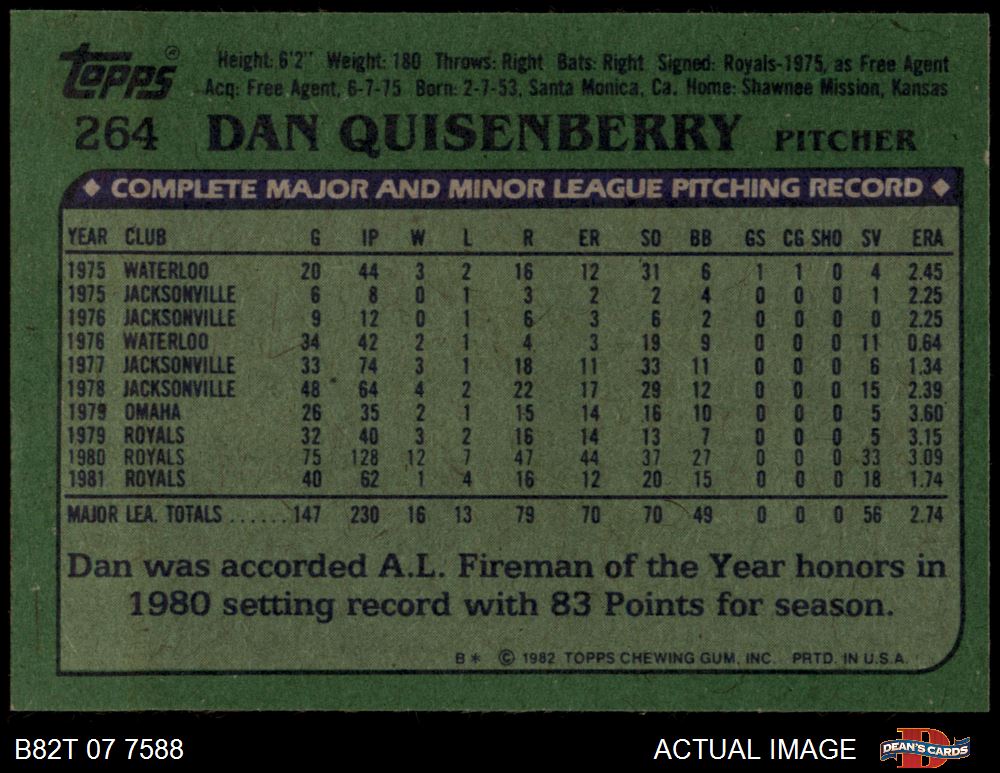 Topps® Height: 6'2" Weight: 180 Throws: Right Bats: Right Signed: Royals-1975, as Free Agent
Acq: Free Agent, 6-7-75 Born: 2-7-53, Santa Monica, Ca. Home: Shawnee Mission, Kansas
264 DAN QUISENBERRY PITCHER
♦ COMPLETE MAJOR AND MINOR LEAGUE PITCHING RECORD ♦
YEAR CLUB G IP W L R ER SO BB GS CG SHO SV ERA
1975 WATERLOO 20 44 3 2 16 12 31 6 1 1 0 4 2.45
1975 JACKSONVILLE 6 8 0 1 3 2 2 4 0 0 0 1 2.25
1976 JACKSONVILLE 9 12 0 1 6 3 6 2 0 0 0 0 2.25
1976 WATERLOO 34 42 2 1 4 3 19 9 0 0 0 11 0.64
1977 JACKSONVILLE 33 74 3 1 18 11 33 11 0 0 0 6 1.34
1978 JACKSONVILLE 48 64 4 2 22 17 29 12 0 0 0 15 2.39
1979 OMAHA 26 35 2 1 15 14 16 10 0 0 0 5 3.60
1979 ROYALS 32 40 3 2 16 14 13 7 0 0 0 5 3.15
1980 ROYALS 75 128 12 7 47 44 37 27 0 0 0 33 3.09
1981 ROYALS 40 62 1 4 16 12 20 15 0 0 0 18 1.74
MAJOR LEA. TOTALS ......147 230 16 13 79 70 70 49 0 0 0 56 2.74
Dan was accorded A.L. Fireman of the Year honors in
1980 setting record with 83 Points for season.
B* © 1982 TOPPS CHEWING GUM, INC. PRTD. IN U.S.A.
B82T 07 7588 ACTUAL IMAGE DEAN'S CARDS